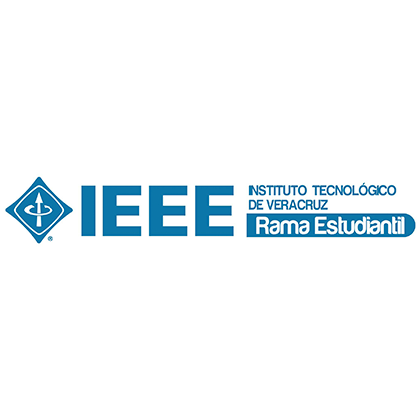 IEEE
INSTITUTO TECNOLÓGICO
DE VERACRUZ
Rama Estudiantil
®